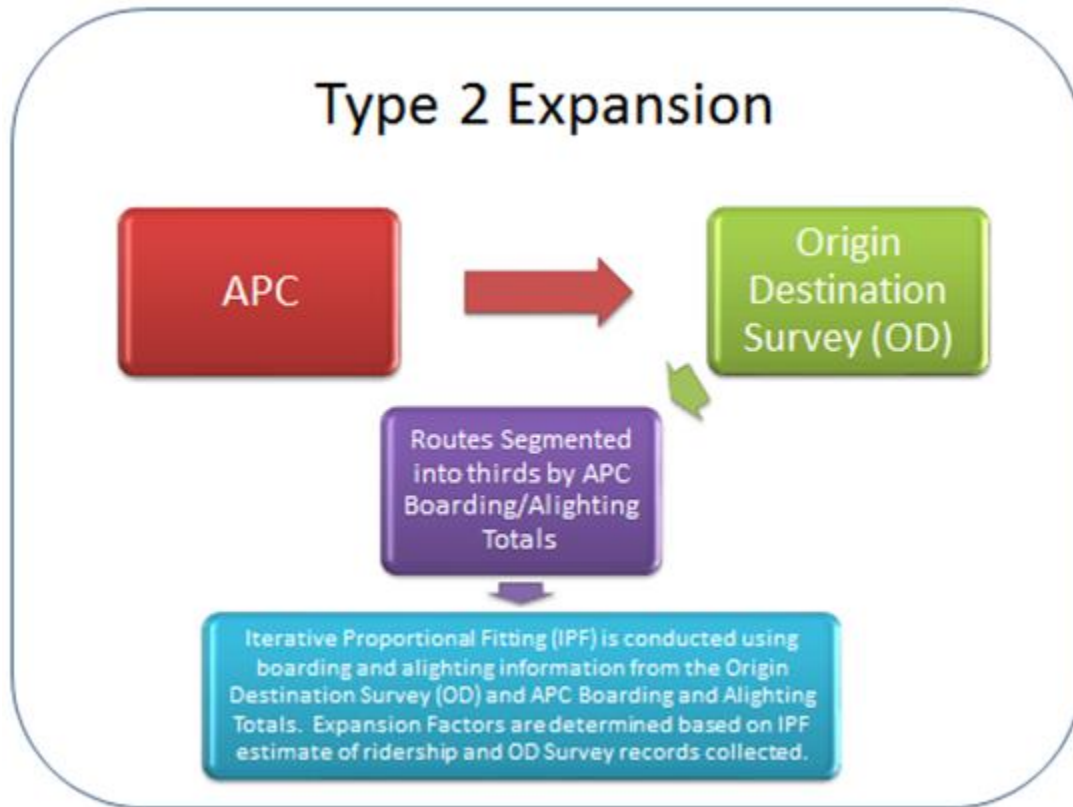 Type 2 Expansion
APC
Origin
Destination
Survey (OD)
Routes Segmented
into thirds by APC
Boarding/Alighting
Totals
Iterative Proportional Fitting (IPF) is conducted using
boarding and alighting information from the Origin
Destination Survey (OD) and APC Boarding and Alighting
Totals. Expansion Factors are determined based on IPF
estimate of ridership and OD Survey records collected.